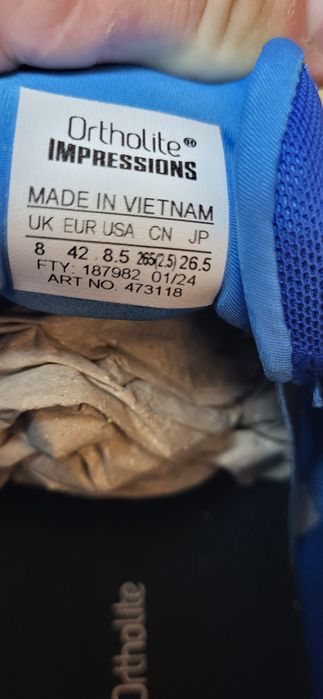 Ortholite®
IMPRESSIONS
MADE IN VIETNAM
UK EUR USA CN JP
8 42 8.5 265(2.5) 26.5
FTY: 187982 01/24
ART NO. 473118
Ortholite